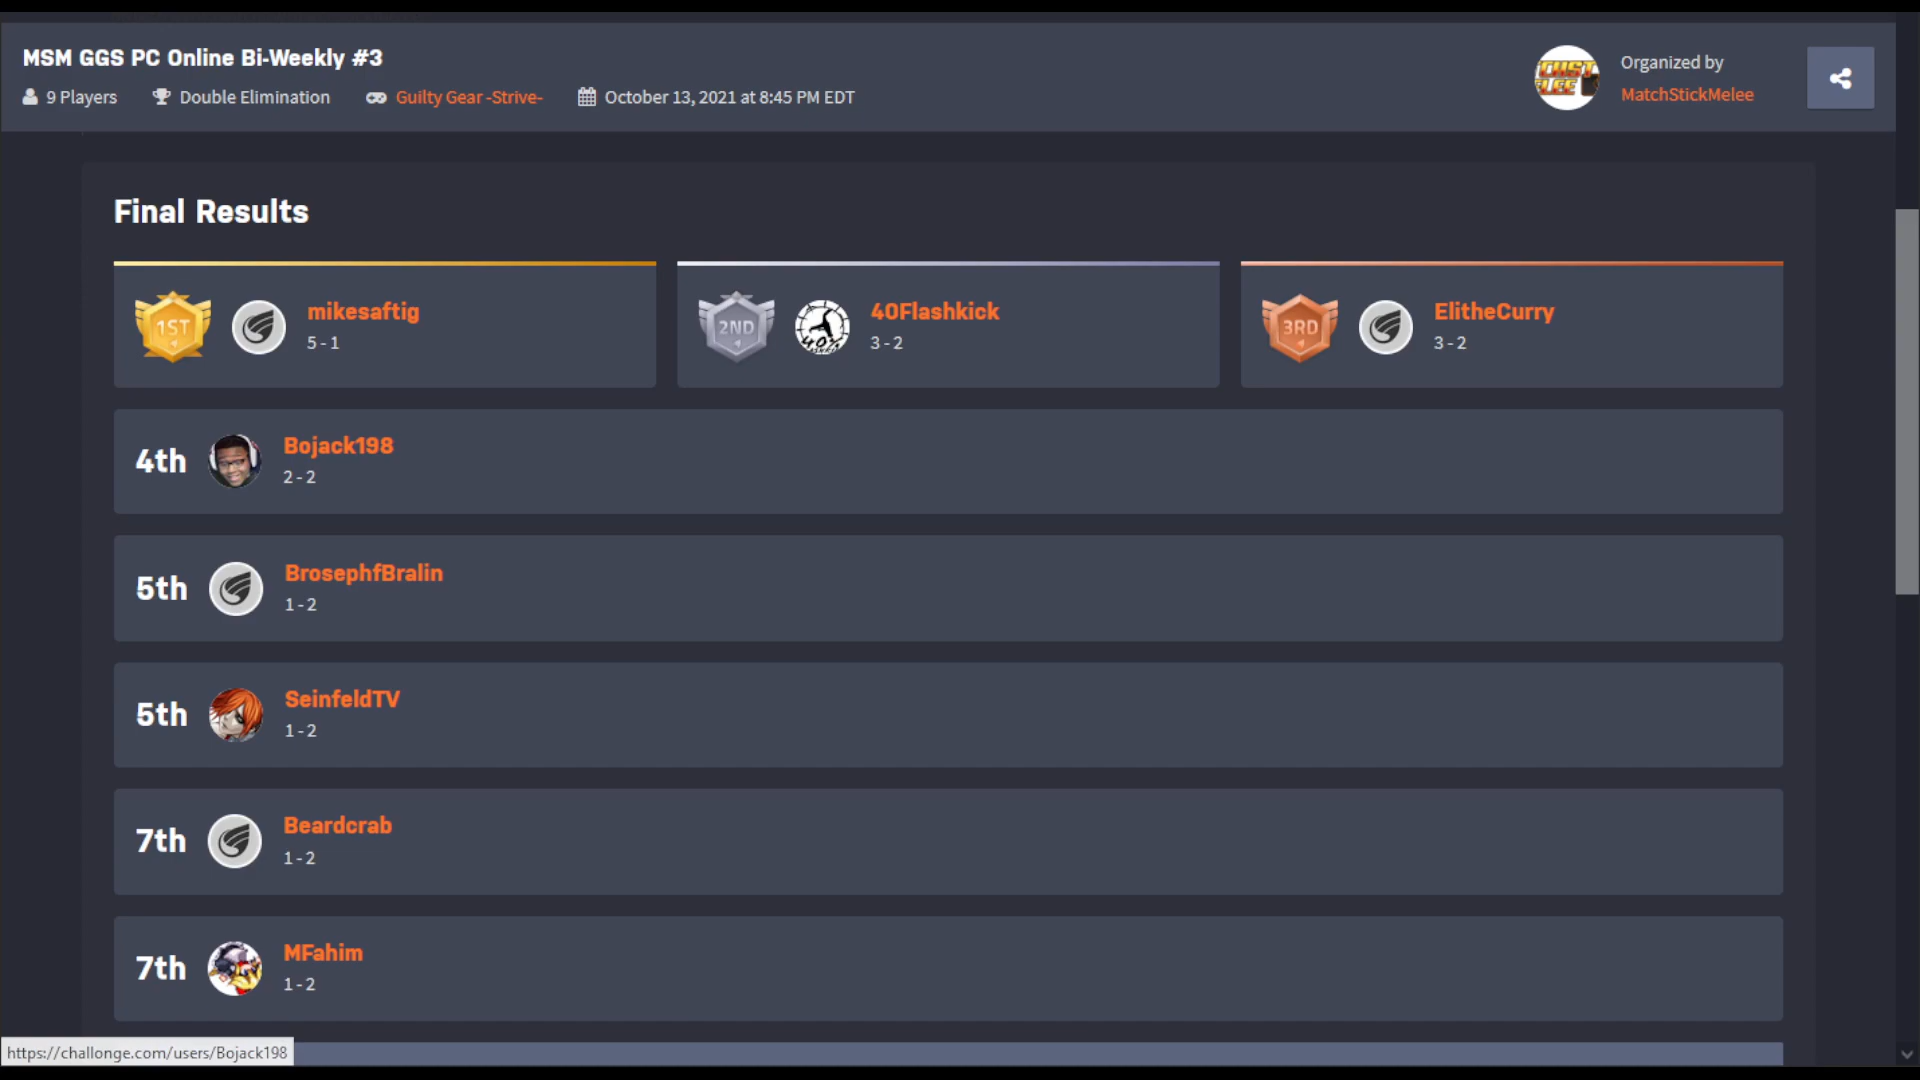 MSM GGS PC Online Bi-Weekly #3
9 Players Double Elimination Guilty Gear -Strive- October 13, 2021 at 8:45 PM EDT
Organized by
MatchStickMelee
Final Results
1ST
mikesaftig
5 - 1
2ND
40Flashkick
3 - 2
3RD
ElitheCurry
3 - 2
4th
Bojack198
2 - 2
5th
BrosephfBralin
1 - 2
5th
SeinfeldTV
1 - 2
7th
Beardcrab
1 - 2
7th
MFahim
1 - 2
https://challonge.com/users/Bojack198